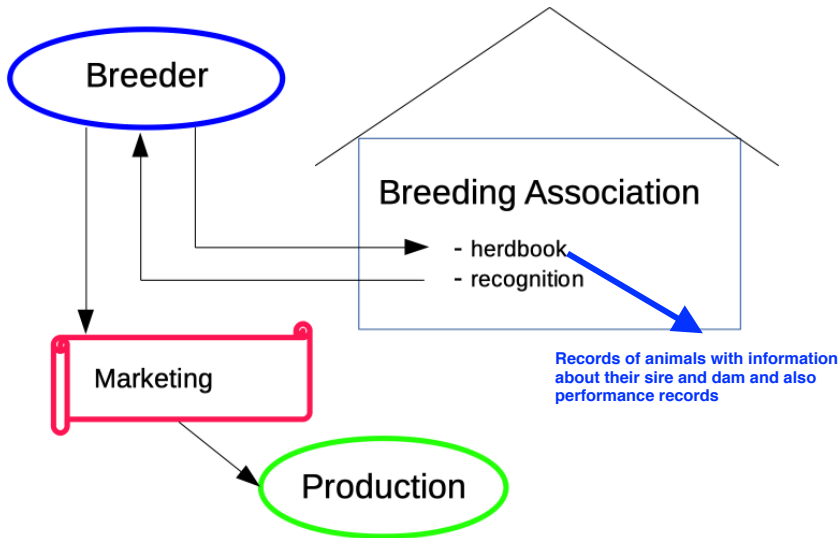 Breeder
Breeding Association
- herdbook
- recognition
Records of animals with information
about their sire and dam and also
performance records
Marketing
Production